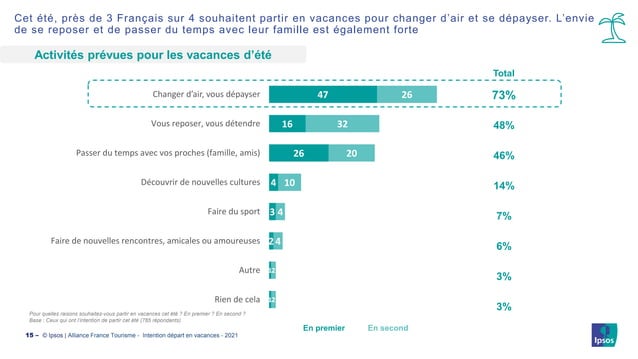 Cet été, près de 3 Français sur 4 souhaitent partir en vacances pour changer d’air et se dépayser. L’envie
de se reposer et de passer du temps avec leur famille est également forte
Activités prévues pour les vacances d’été
Total
Changer d’air, vous dépayser 47 26 73%
Vous reposer, vous détendre 16 32 48%
Passer du temps avec vos proches (famille, amis) 26 20 46%
Découvrir de nouvelles cultures 4 10 14%
Faire du sport 3 4 7%
Faire de nouvelles rencontres, amicales ou amoureuses 2 4 6%
Autre 1 2 3%
Rien de cela 1 2 3%
Pour quelles raisons souhaitez-vous partir en vacances cet été ? En premier ? En second ?
Base : Ceux qui ont l’intention de partir cet été (785 répondants)
En premier En second
15 – © Ipsos | Alliance France Tourisme - Intention départ en vacances - 2021
Ipsos